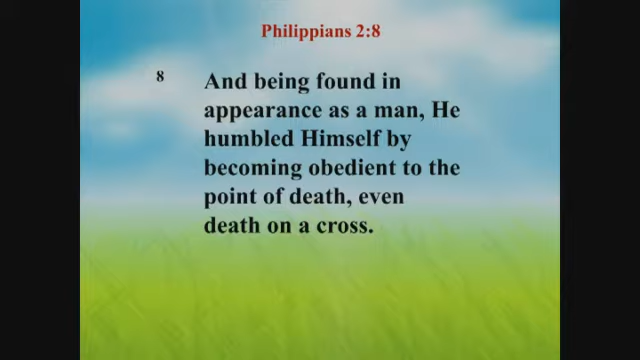 Philippians 2:8
8 And being found in
appearance as a man, He
humbled Himself by
becoming obedient to the
point of death, even
death on a cross.